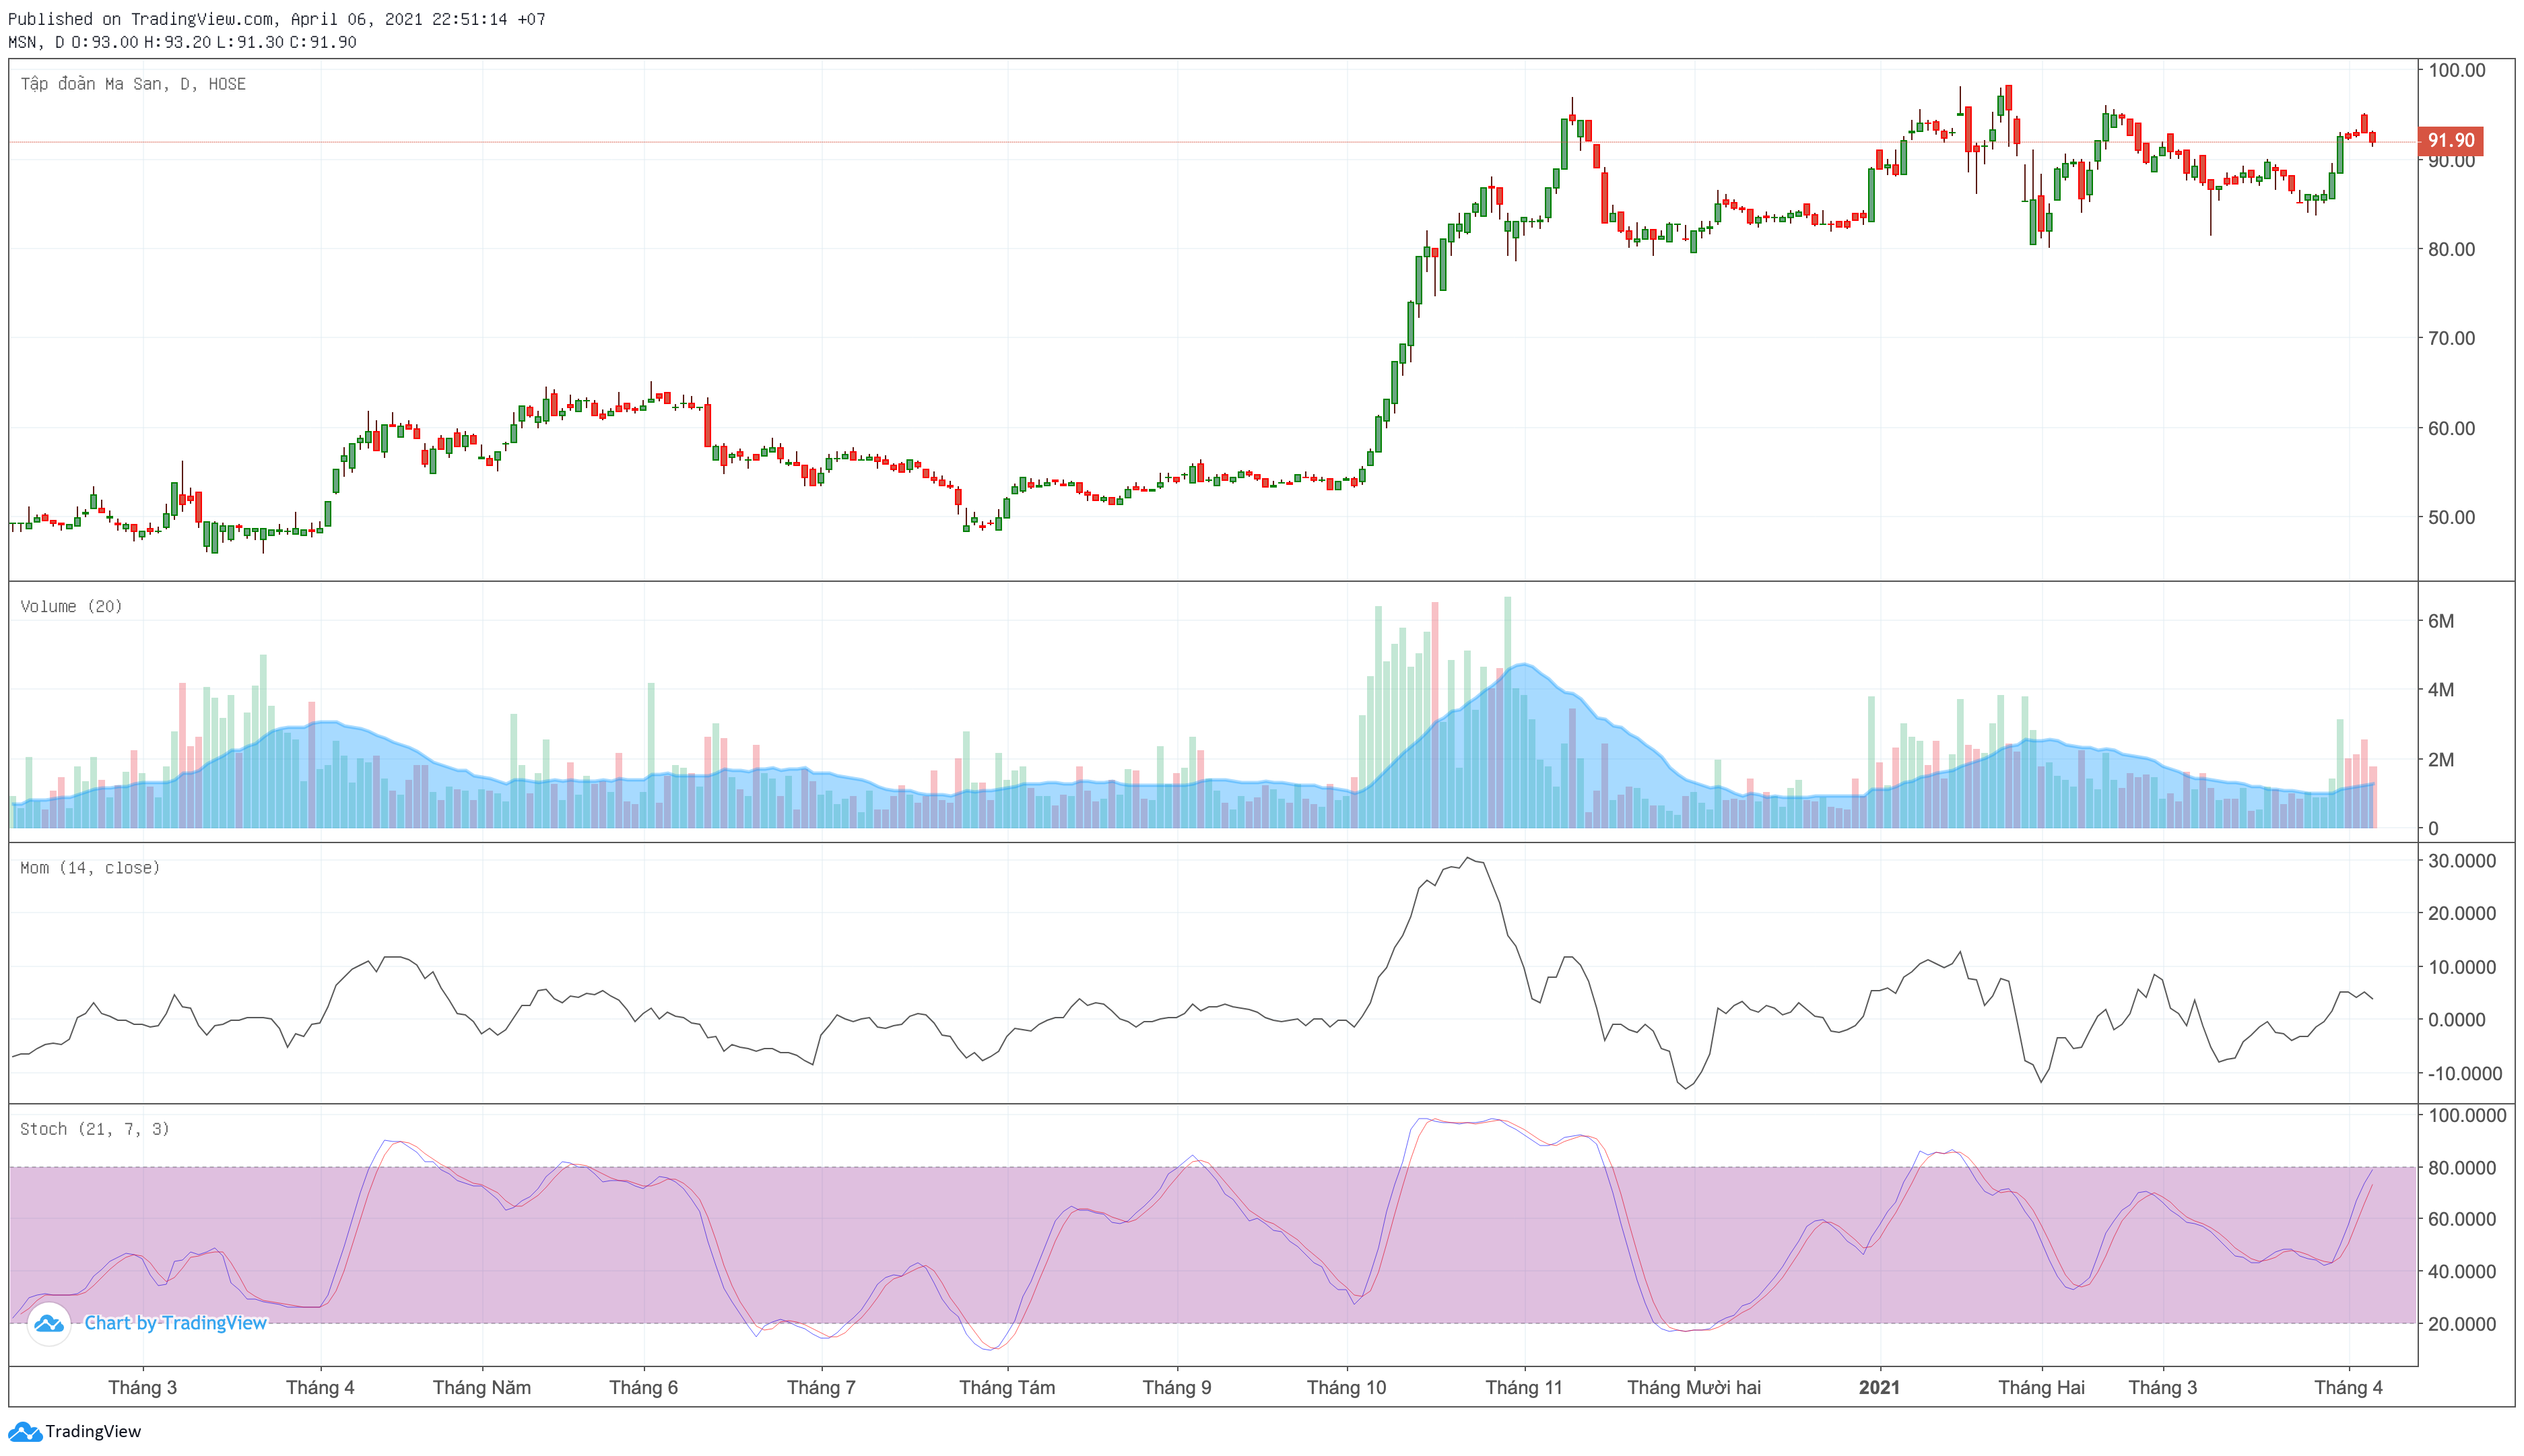 Published on TradingView.com, April 06, 2021 22:51:14 +07
MSN, D O:93.00 H:93.20 L:91.30 C:91.90
Tập đoàn Ma San, D, HOSE
100.00
91.90
90.00
80.00
70.00
60.00
50.00
Volume (20)
6M
4M
2M
0
Mom (14, close)
30.0000
20.0000
10.0000
0.0000
-10.0000
Stoch (21, 7, 3)
100.0000
80.0000
60.0000
40.0000
20.0000
Chart by TradingView
Tháng 3 Tháng 4 Tháng Năm Tháng 6 Tháng 7 Tháng Tám Tháng 9 Tháng 10 Tháng 11 Tháng Mười hai 2021 Tháng Hai Tháng 3 Tháng 4
TradingView